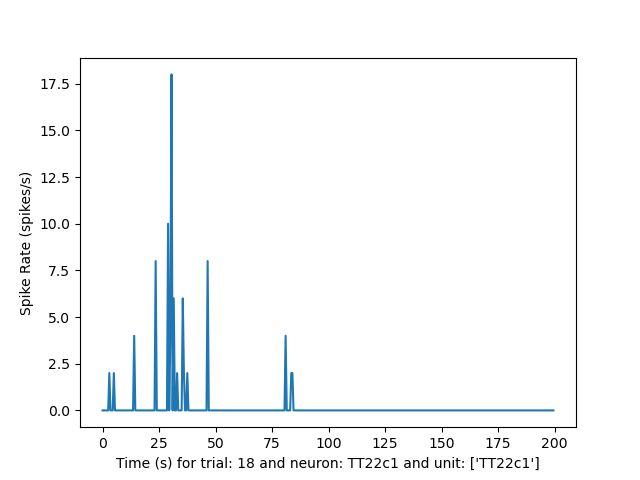 17.5
15.0
12.5
10.0
7.5
5.0
2.5
0.0
Spike Rate (spikes/s)
0 25 50 75 100 125 150 175 200
Time (s) for trial: 18 and neuron: TT22c1 and unit: ['TT22c1']